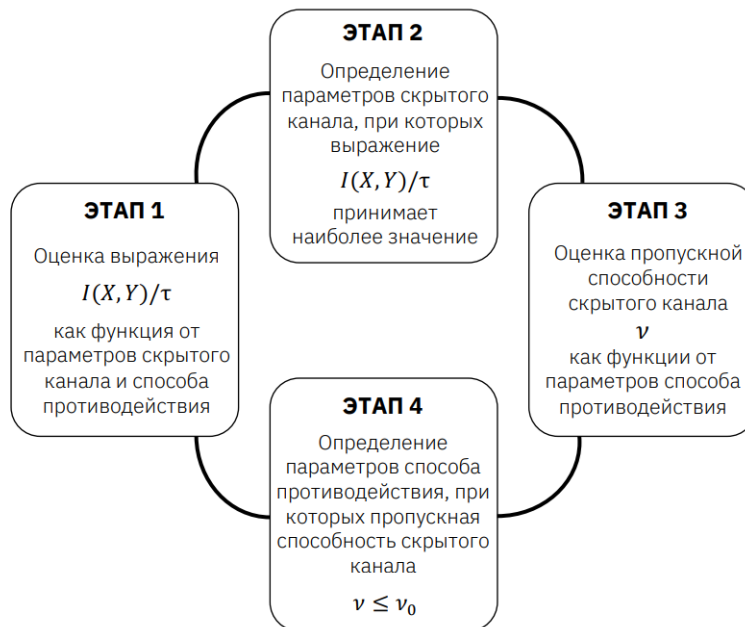 ЭТАП 1
Оценка выражения
I(X,Y)/τ
как функция от
параметров скрытого
канала и способа
противодействия
ЭТАП 2
Определение
параметров скрытого
канала, при которых
выражение
I(X,Y)/τ
принимает
наиболее значение
ЭТАП 3
Оценка пропускной
способности
скрытого канала
ν
как функции от
параметров способа
противодействия
ЭТАП 4
Определение
параметров способа
противодействия, при
которых пропускная
способность скрытого
канала
ν ≤ ν₀